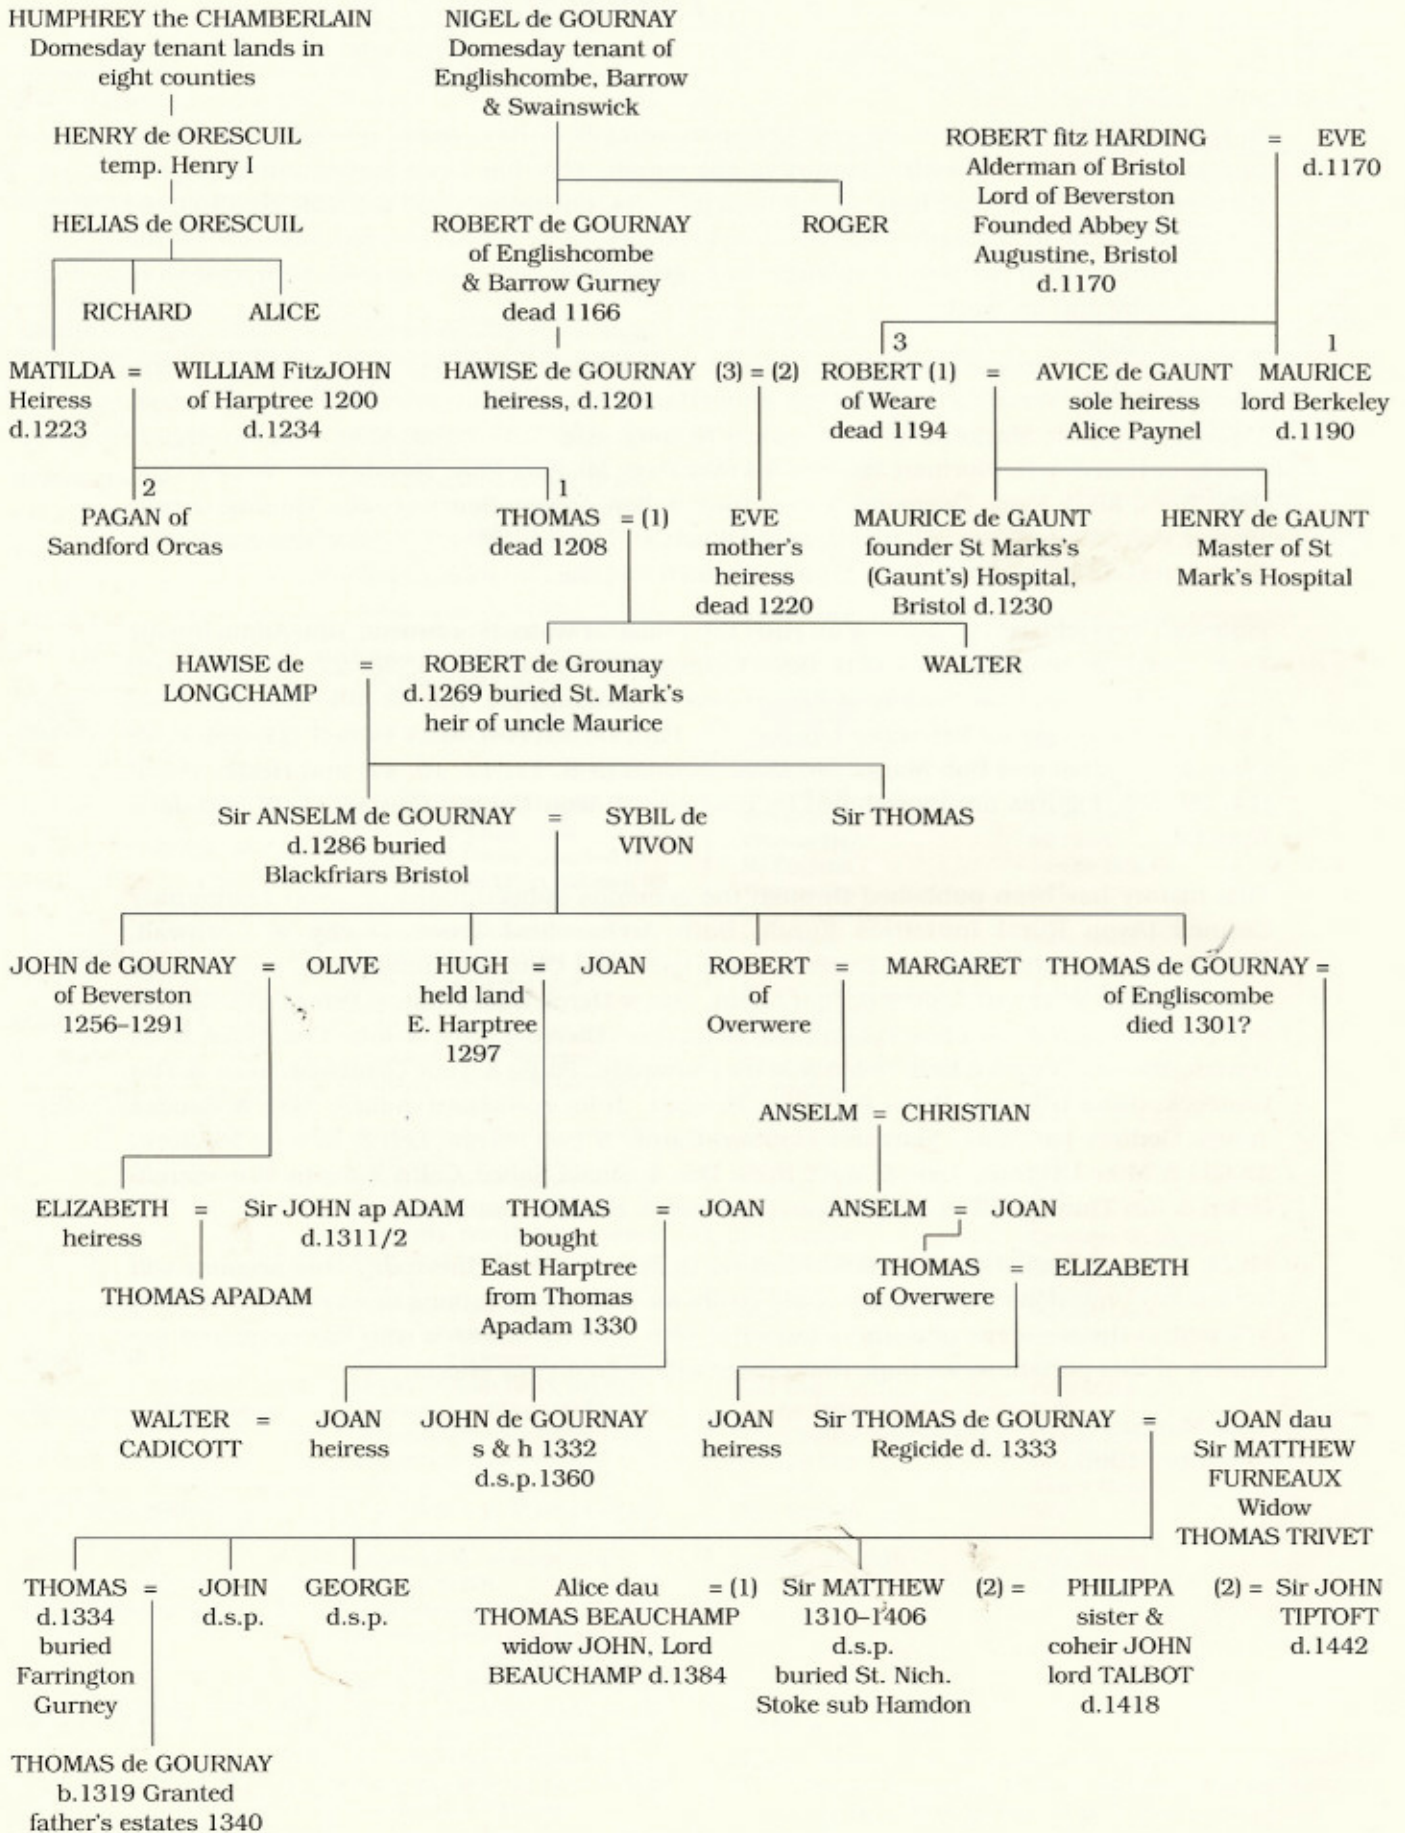 HUMPHREY the CHAMBERLAIN
Domesday tenant lands in
eight counties
NIGEL de GOURNAY
Domesday tenant of
Englishcombe, Barrow
& Swainswick
HENRY de ORESCUIL
temp. Henry I
ROBERT fitz HARDING
Alderman of Bristol
Lord of Beverston
Founded Abbey St
Augustine, Bristol
d.1170
=
EVE
d.1170
HELIAS de ORESCUIL
ROBERT de GOURNAY
of Englishcombe
& Barrow Gurney
dead 1166
ROGER
RICHARD
ALICE
MATILDA =
Heiress
d.1223
WILLIAM FitzJOHN
of Harptree 1200
d.1234
HAWISE de GOURNAY
heiress, d.1201
(3) = (2)
3
ROBERT (1)
of Weare
dead 1194
=
AVICE de GAUNT
sole heiress
Alice Paynel
1
MAURICE
lord Berkeley
d.1190
2
PAGAN of
Sandford Orcas
1
THOMAS = (1)
dead 1208
EVE
mother's
heiress
dead 1220
MAURICE de GAUNT
founder St Marks's
(Gaunt's) Hospital,
Bristol d.1230
HENRY de GAUNT
Master of St
Mark's Hospital
HAWISE de
LONGCHAMP
=
ROBERT de Grounay
d.1269 buried St. Mark's
heir of uncle Maurice
WALTER
Sir ANSELM de GOURNAY
d.1286 buried
Blackfriars Bristol
=
SYBIL de
VIVON
Sir THOMAS
JOHN de GOURNAY
of Beverston
1256–1291
=
OLIVE
HUGH
held land
E. Harptree
1297
=
JOAN
ROBERT
of
Overwere
=
MARGARET
THOMAS de GOURNAY =
of Engliscombe
died 1301?
ANSELM = CHRISTIAN
ELIZABETH
heiress
=
Sir JOHN ap ADAM
d.1311/2
THOMAS
bought
East Harptree
from Thomas
Apadam 1330
=
JOAN
ANSELM = JOAN
THOMAS APADAM
THOMAS
of Overwere
=
ELIZABETH
WALTER
CADICOTT
=
JOAN
heiress
JOHN de GOURNAY
s & h 1332
d.s.p.1360
JOAN
heiress
Sir THOMAS de GOURNAY
Regicide d. 1333
=
JOAN dau
Sir MATTHEW
FURNEAUX
Widow
THOMAS TRIVET
THOMAS =
d.1334
buried
Farrington
Gurney
JOHN
d.s.p.
GEORGE
d.s.p.
Alice dau
THOMAS BEAUCHAMP
widow JOHN, Lord
BEAUCHAMP d.1384
= (1)
Sir MATTHEW
1310–1406
d.s.p.
buried St. Nich.
Stoke sub Hamdon
(2) =
PHILIPPA
sister &
coheir JOHN
lord TALBOT
d.1418
(2) =
Sir JOHN
TIPTOFT
d.1442
THOMAS de GOURNAY
b.1319 Granted
father's estates 1340